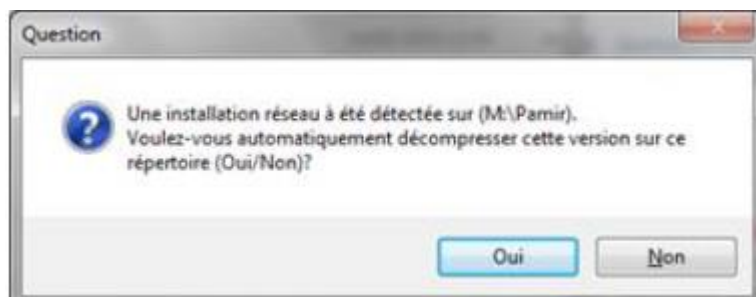 Question
Une installation réseau à été détectée sur (M:\Pamir).
Voulez-vous automatiquement décompresser cette version sur ce
répertoire (Oui/Non)?
Oui
Non